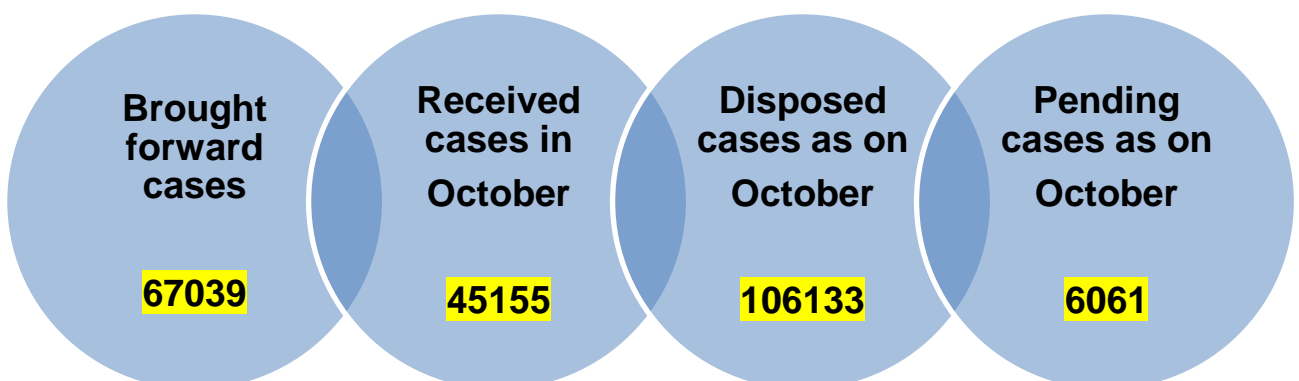 Brought
forward
cases
67039
Received
cases in
October
45155
Disposed
cases as on
October
106133
Pending
cases as on
October
6061